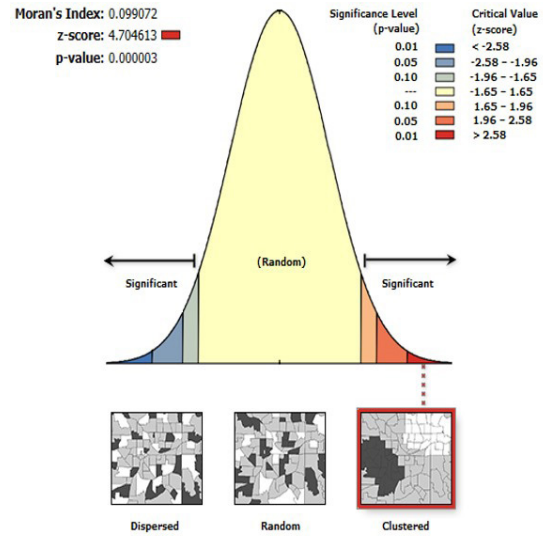 Moran's Index: 0.099072
z-score: 4.704613
p-value: 0.000003
Significance Level
(p-value)
Critical Value
(z-score)
0.01 < -2.58
0.05 -2.58 – -1.96
0.10 -1.96 – -1.65
--- -1.65 – 1.65
0.10 1.65 – 1.96
0.05 1.96 – 2.58
0.01 > 2.58
Significant
(Random)
Significant
Dispersed
Random
Clustered